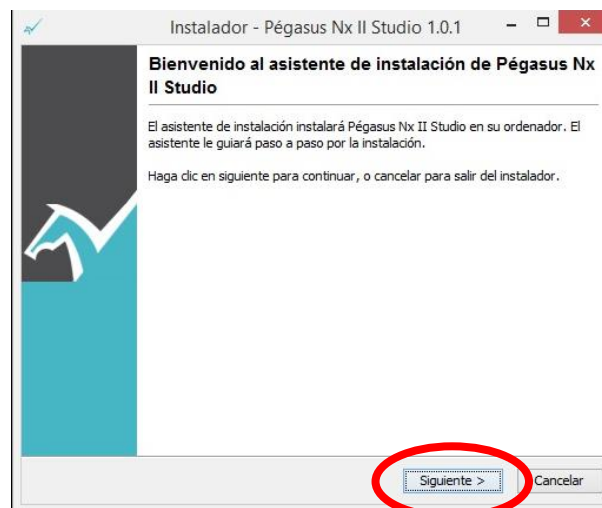 Instalador - Pégasus Nx II Studio 1.0.1
Bienvenido al asistente de instalación de Pégasus Nx
II Studio
El asistente de instalación instalará Pégasus Nx II Studio en su ordenador. El
asistente le guiará paso a paso por la instalación.
Haga clic en siguiente para continuar, o cancelar para salir del instalador.
Siguiente >
Cancelar